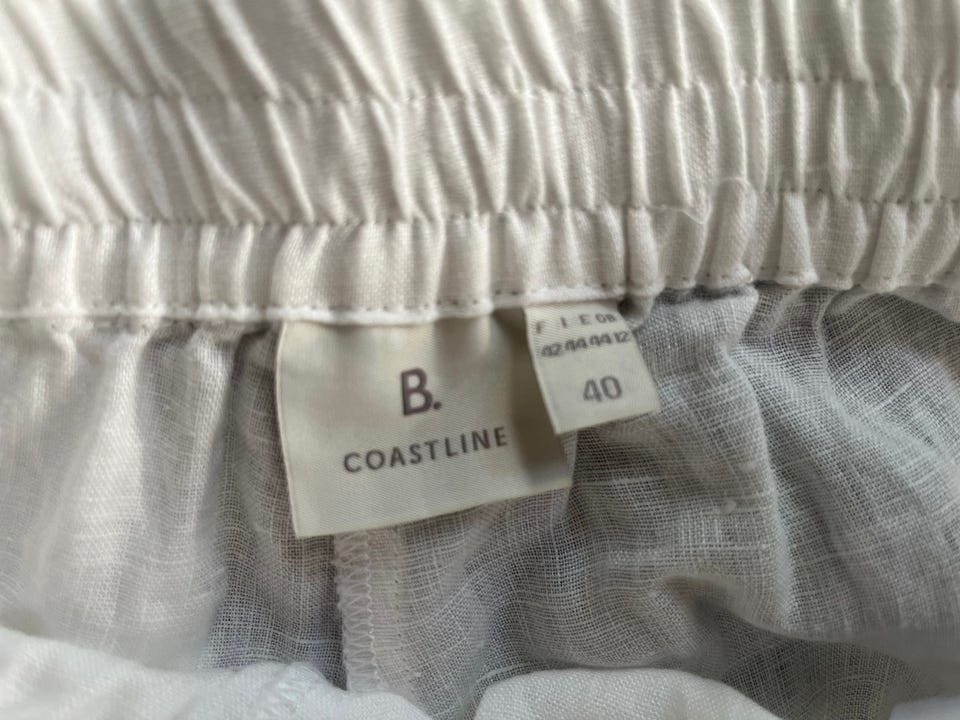 B.
COASTLINE
F I E GB
42 44 44 12
40